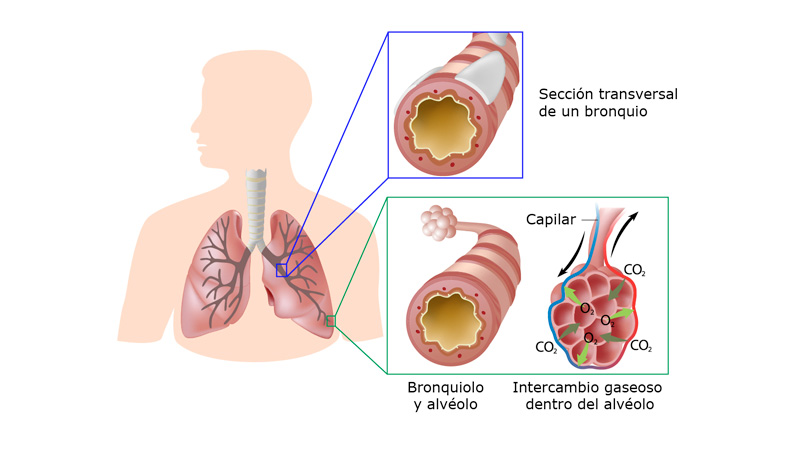 Sección transversal
de un bronquio
Capilar
CO₂
O₂
O₂
O₂
CO₂
CO₂
Bronquiolo
y alvéolo
Intercambio gaseoso
dentro del alvéolo